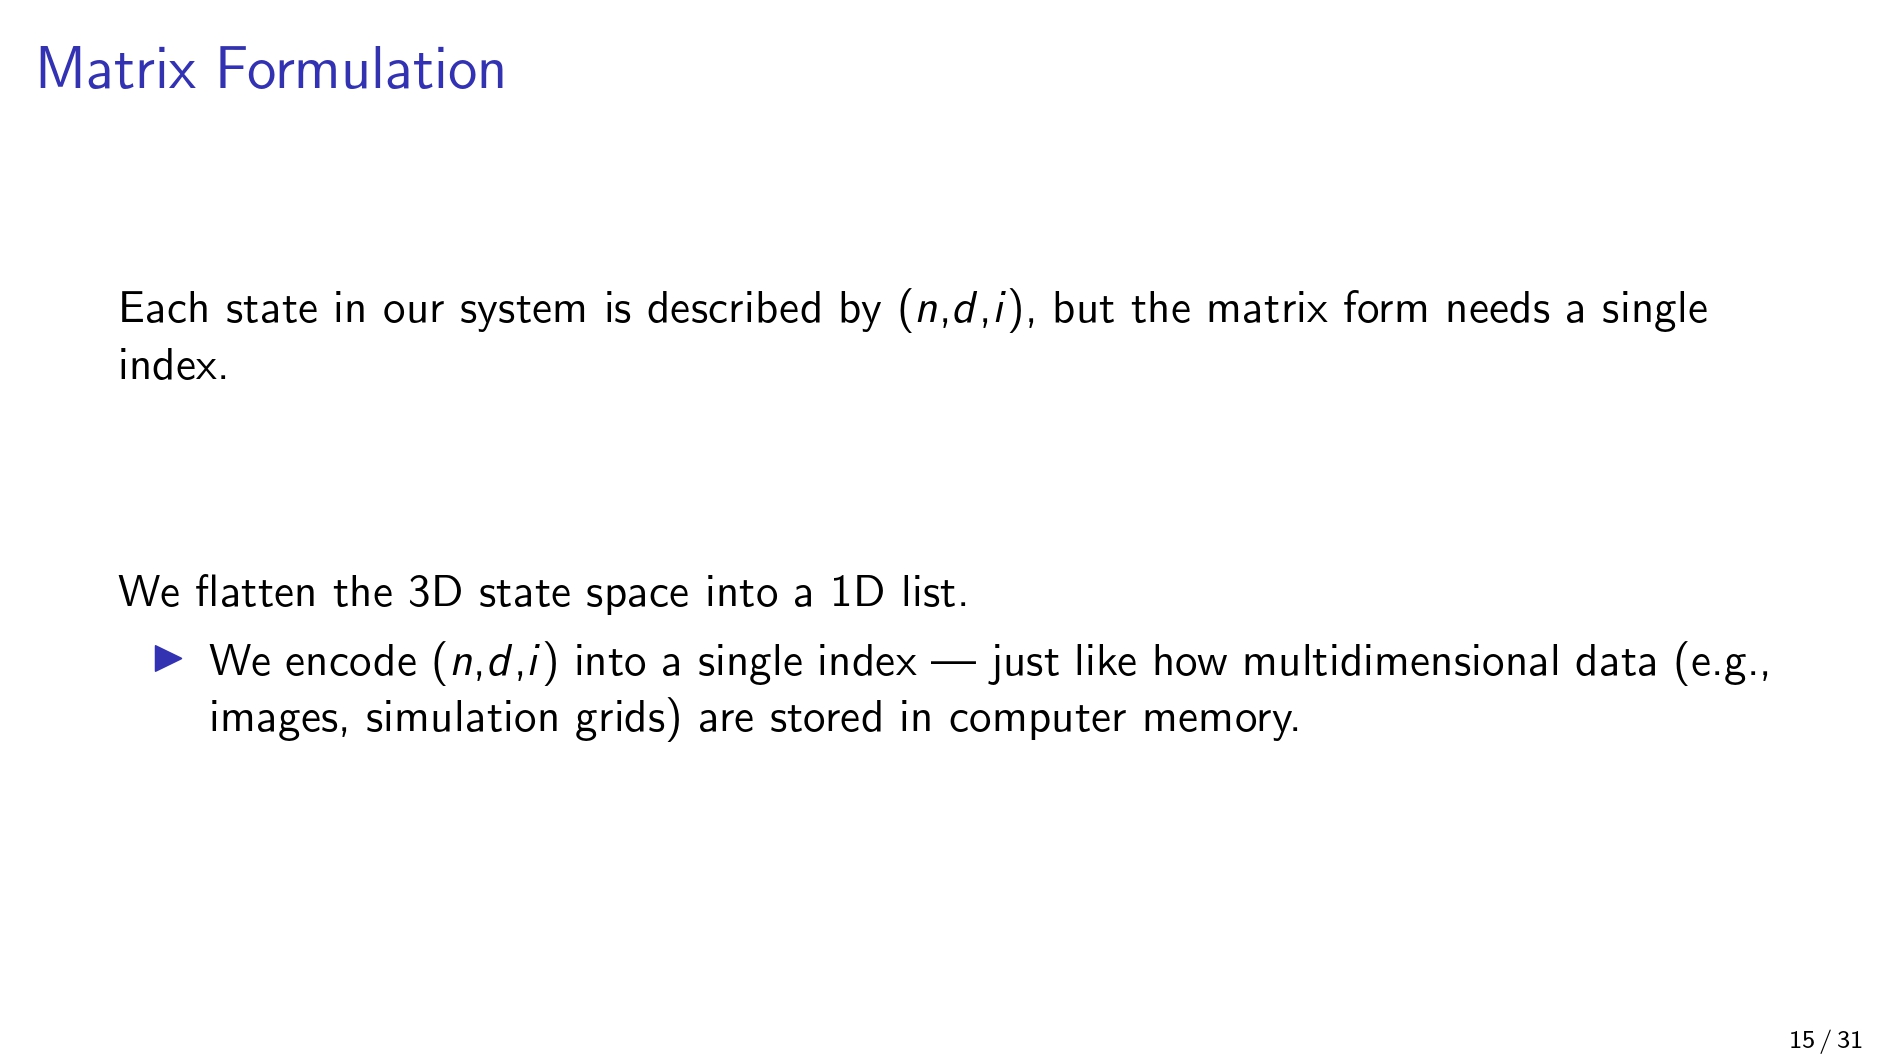 Matrix Formulation
Each state in our system is described by (n,d,i), but the matrix form needs a single
index.
We flatten the 3D state space into a 1D list.
▶ We encode (n,d,i) into a single index — just like how multidimensional data (e.g.,
images, simulation grids) are stored in computer memory.
15 / 31